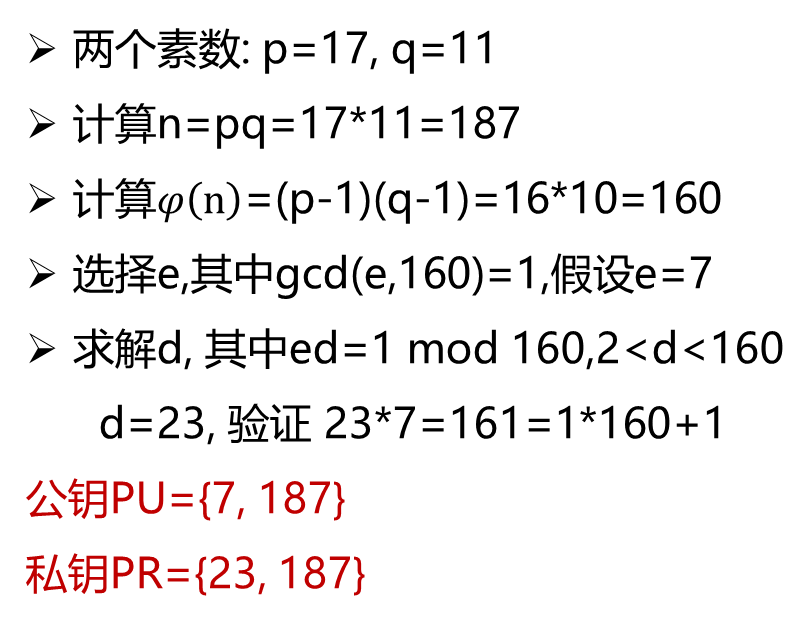 ➢ 两个素数: p=17, q=11
➢ 计算n=pq=17*11=187
➢ 计算𝜑(n)=(p-1)(q-1)=16*10=160
➢ 选择e,其中gcd(e,160)=1,假设e=7
➢ 求解d, 其中ed=1 mod 160,2<d<160
d=23, 验证 23*7=161=1*160+1
公钥PU={7, 187}
私钥PR={23, 187}